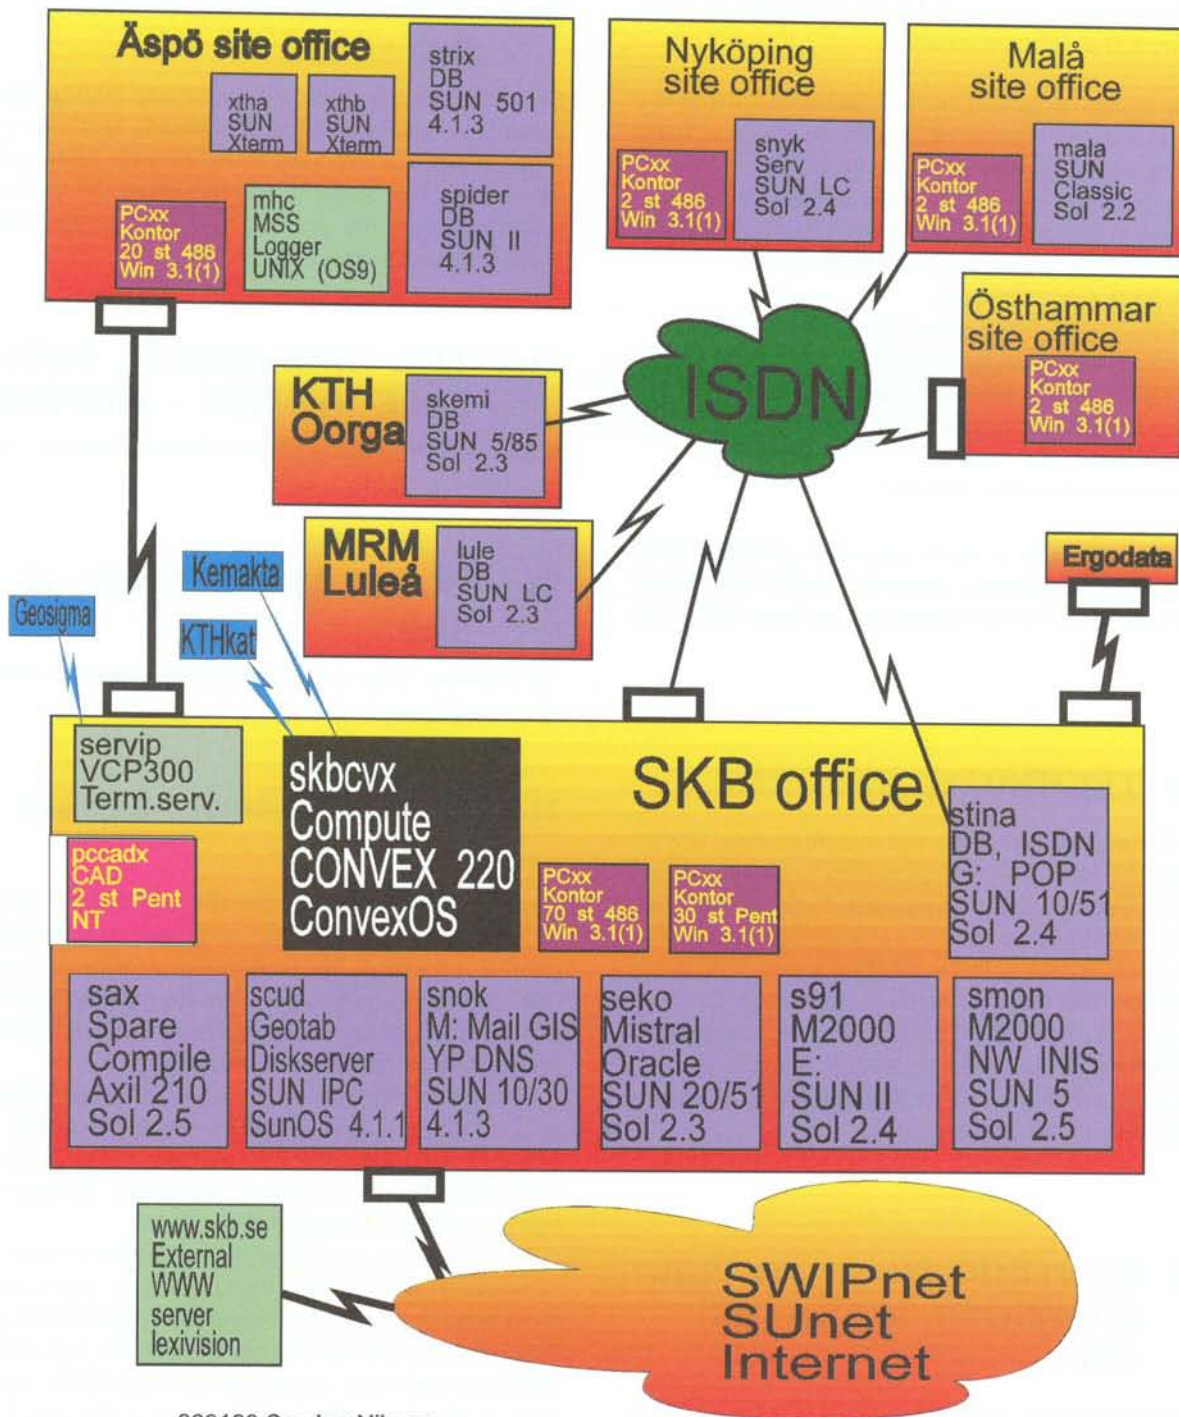 Äspö site office
strix
DB
SUN 501
4.1.3
xtha
SUN
Xterm
xthb
SUN
Xterm
PCxx
Kontor
20 st 486
Win 3.1(1)
mhc
MSS
Logger
UNIX (OS9)
spider
DB
SUN II
4.1.3
Nyköping
site office
PCxx
Kontor
2 st 486
Win 3.1(1)
snyk
Serv
SUN LC
Sol 2.4
Malå
site office
PCxx
Kontor
2 st 486
Win 3.1(1)
mala
SUN
Classic
Sol 2.2
Östhammar
site office
PCxx
Kontor
2 st 486
Win 3.1(1)
ISDN
KTH
Oorga
skemi
DB
SUN 5/85
Sol 2.3
MRM
Luleå
lule
DB
SUN LC
Sol 2.3
Ergodata
Kemakta
Geosigma
KTHkat
SKB office
servip
VCP300
Term.serv.
skbcvx
Compute
CONVEX 220
ConvexOS
pccadx
CAD
2 st Pent
NT
PCxx
Kontor
70 st 486
Win 3.1(1)
PCxx
Kontor
30 st Pent
Win 3.1(1)
stina
DB, ISDN
G: POP
SUN 10/51
Sol 2.4
sax
Spare
Compile
Axil 210
Sol 2.5
scud
Geotab
Diskserver
SUN IPC
SunOS 4.1.1
snok
M: Mail GIS
YP DNS
SUN 10/30
4.1.3
seko
Mistral
Oracle
SUN 20/51
Sol 2.3
s91
M2000
E:
SUN II
Sol 2.4
smon
M2000
NW INIS
SUN 5
Sol 2.5
www.skb.se
External
WWW
server
lexivision
SWIPnet
SUnet
Internet